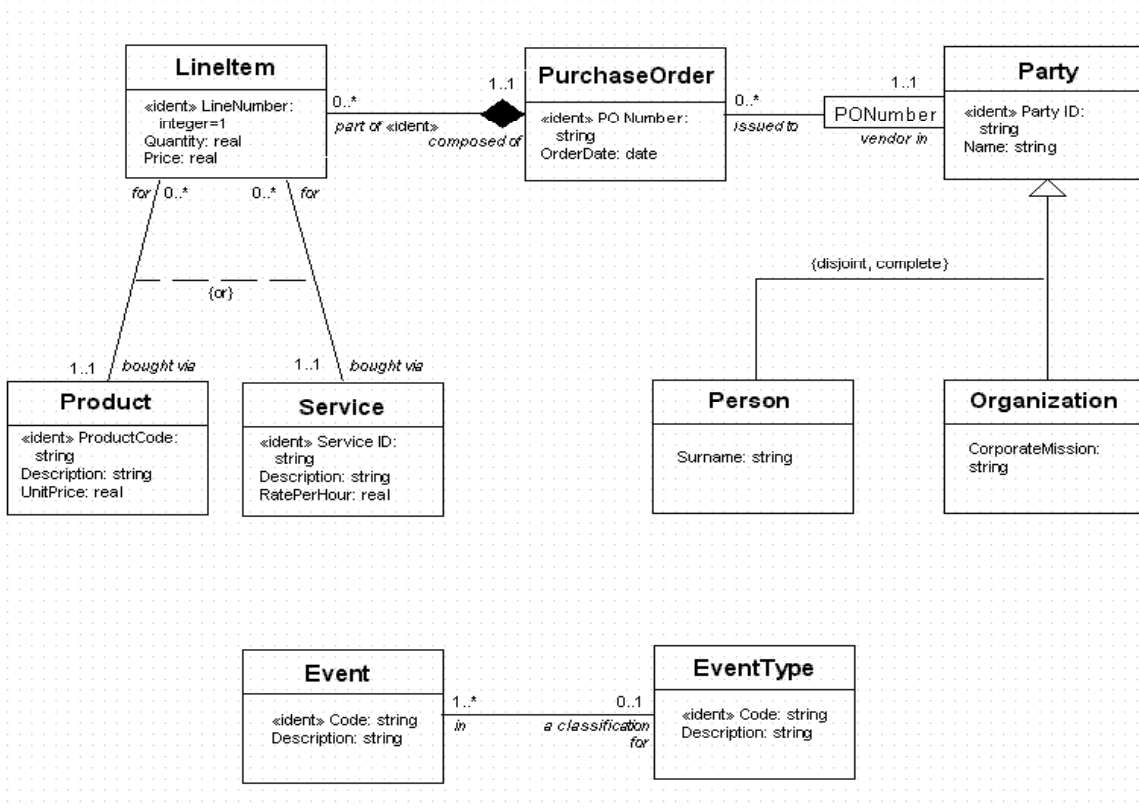 LineItem
«ident» LineNumber:
integer=1
Quantity: real
Price: real
0..*
part of «ident»
1..1
composed of
PurchaseOrder
«ident» PO Number:
string
OrderDate: date
0..*
issued to
1..1
PONumber
vendor in
Party
«ident» Party ID:
string
Name: string
for 0..*
0..* for
{or}
{disjoint, complete}
1..1 bought via
1..1 bought via
Product
«ident» ProductCode:
string
Description: string
UnitPrice: real
Service
«ident» Service ID:
string
Description: string
RatePerHour: real
Person
Surname: string
Organization
CorporateMission:
string
Event
«ident» Code: string
Description: string
1..*
in
0..1
a classification
for
EventType
«ident» Code: string
Description: string